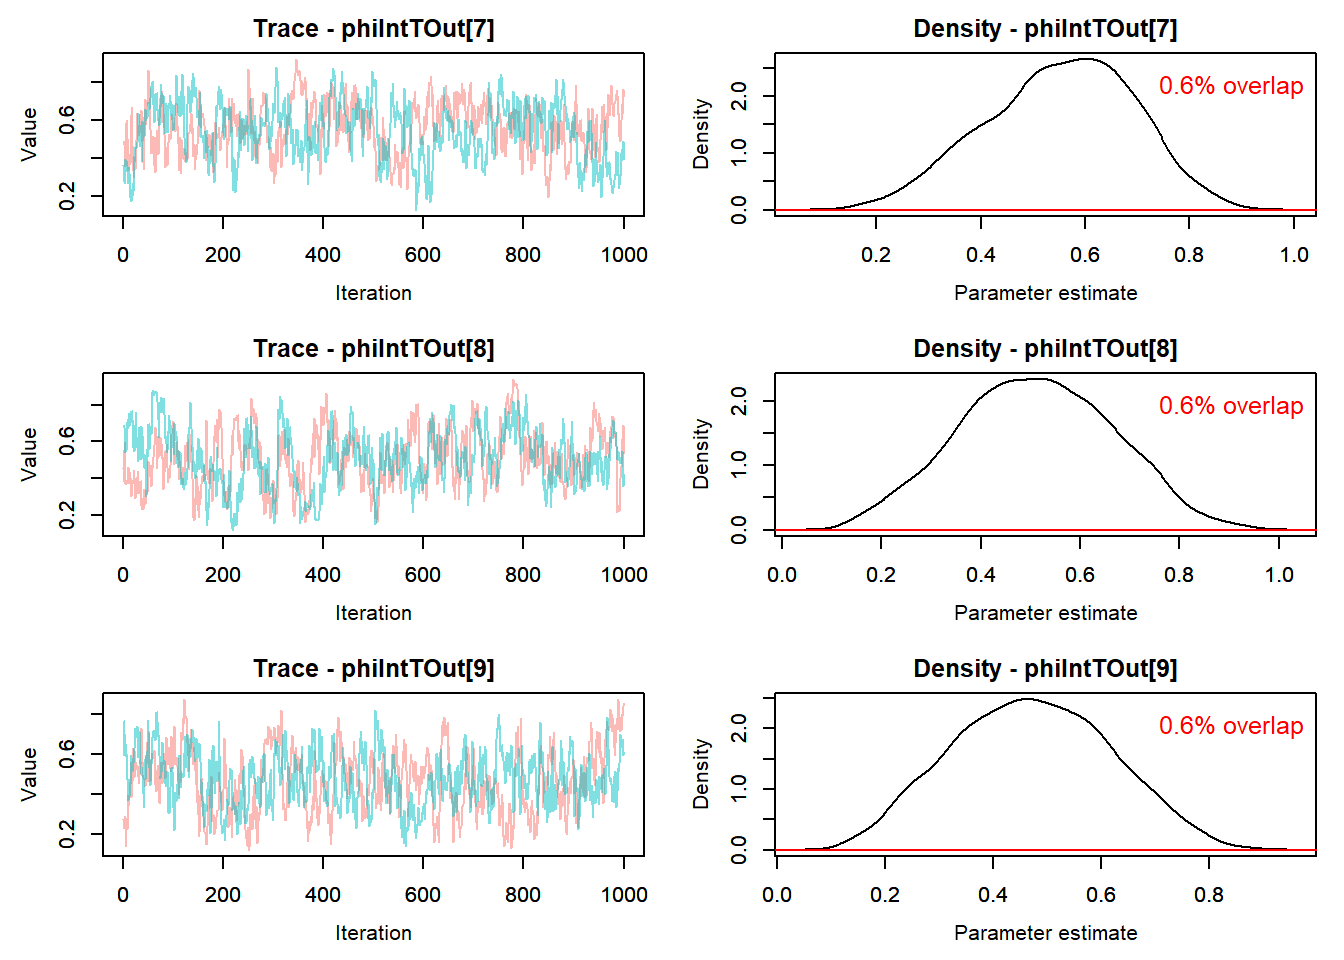 Trace - phiIntTOut[7]
Value
0.2 0.6
0 200 400 600 800 1000
Iteration
Density - phiIntTOut[7]
0.6% overlap
Density
0.0 1.0 2.0
0.2 0.4 0.6 0.8 1.0
Parameter estimate
Trace - phiIntTOut[8]
Value
0.2 0.6
0 200 400 600 800 1000
Iteration
Density - phiIntTOut[8]
0.6% overlap
Density
0.0 1.0 2.0
0.0 0.2 0.4 0.6 0.8 1.0
Parameter estimate
Trace - phiIntTOut[9]
Value
0.2 0.6
0 200 400 600 800 1000
Iteration
Density - phiIntTOut[9]
0.6% overlap
Density
0.0 1.0 2.0
0.0 0.2 0.4 0.6 0.8
Parameter estimate